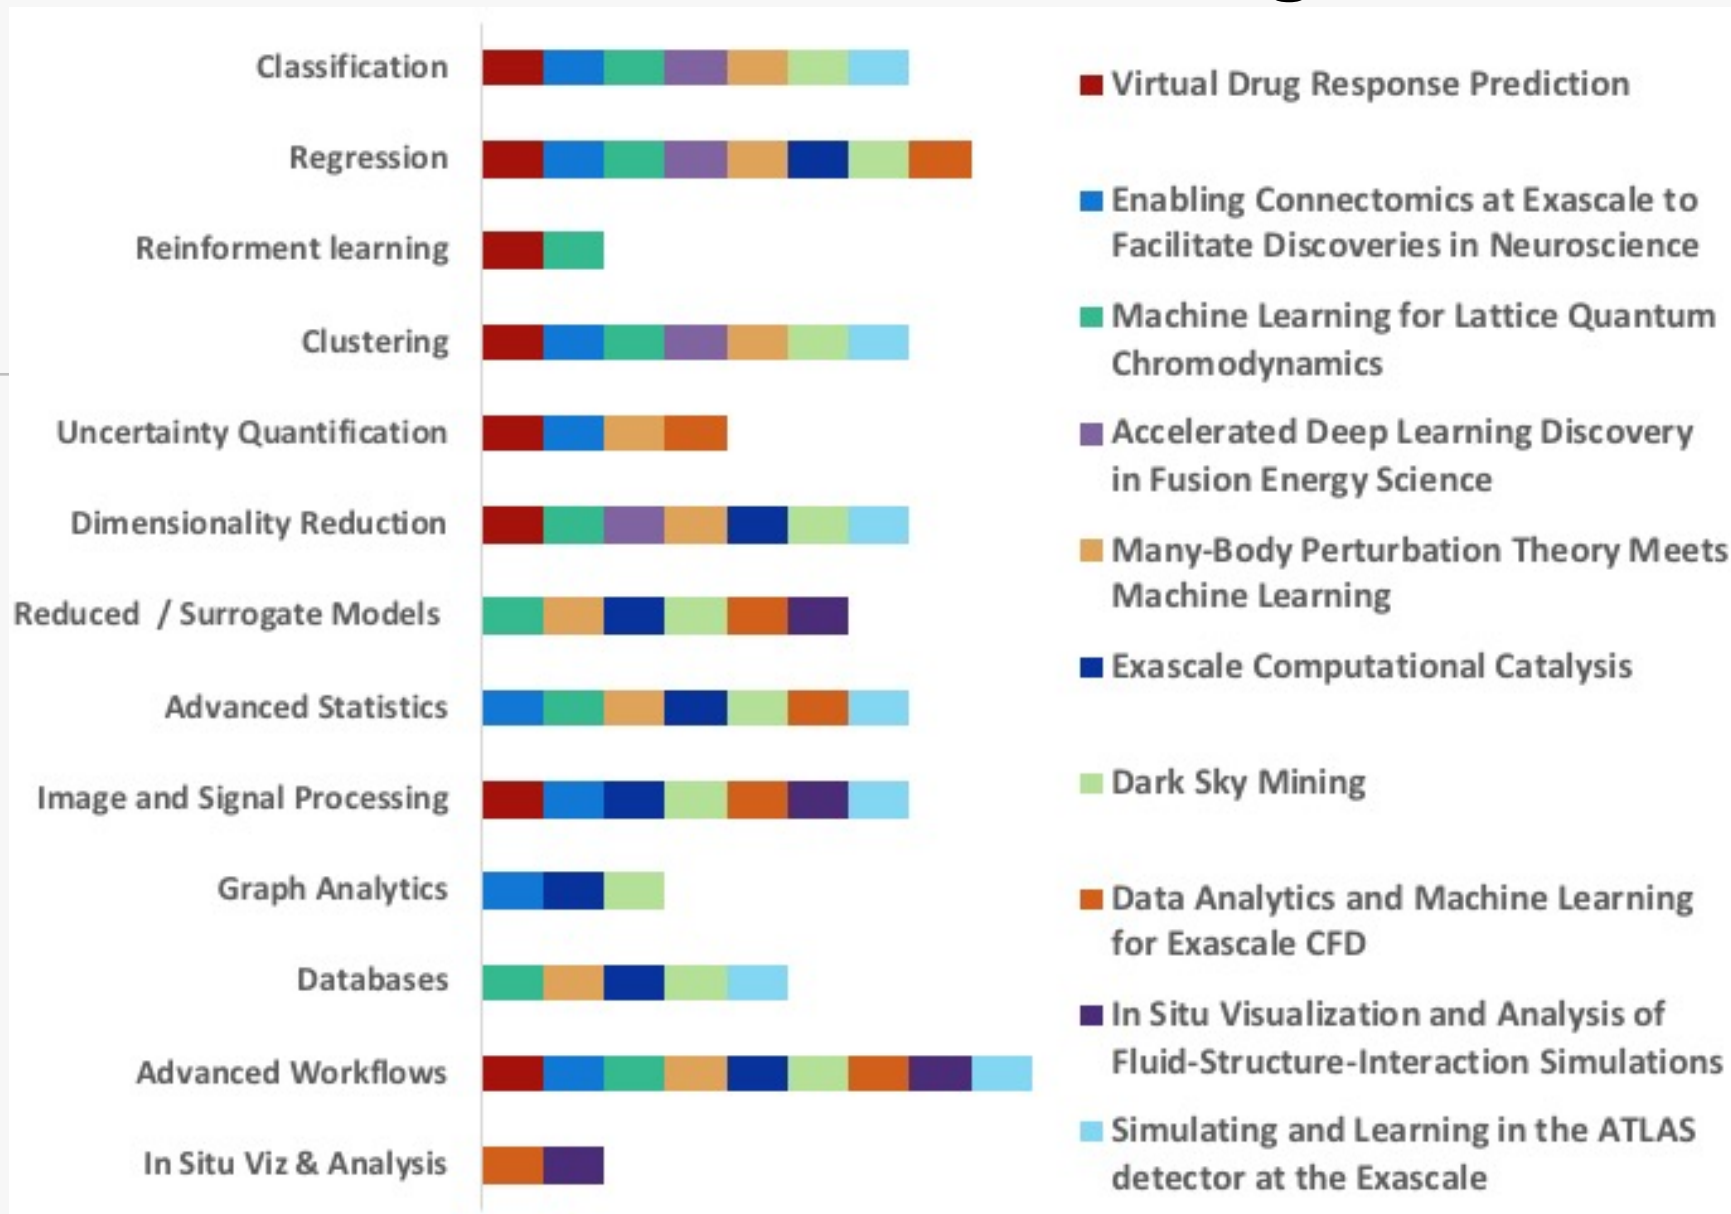 Classification
Regression
Reinforment learning
Clustering
Uncertainty Quantification
Dimensionality Reduction
Reduced / Surrogate Models
Advanced Statistics
Image and Signal Processing
Graph Analytics
Databases
Advanced Workflows
In Situ Viz & Analysis
Virtual Drug Response Prediction
Enabling Connectomics at Exascale to
Facilitate Discoveries in Neuroscience
Machine Learning for Lattice Quantum
Chromodynamics
Accelerated Deep Learning Discovery
in Fusion Energy Science
Many-Body Perturbation Theory Meets
Machine Learning
Exascale Computational Catalysis
Dark Sky Mining
Data Analytics and Machine Learning
for Exascale CFD
In Situ Visualization and Analysis of
Fluid-Structure-Interaction Simulations
Simulating and Learning in the ATLAS
detector at the Exascale